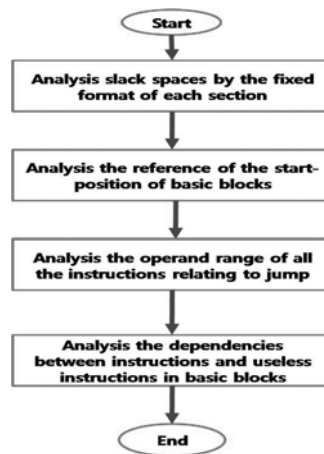 Start
Analysis slack spaces by the fixed
format of each section
Analysis the reference of the start-
position of basic blocks
Analysis the operand range of all
the instructions relating to jump
Analysis the dependencies
between instructions and useless
instructions in basic blocks
End